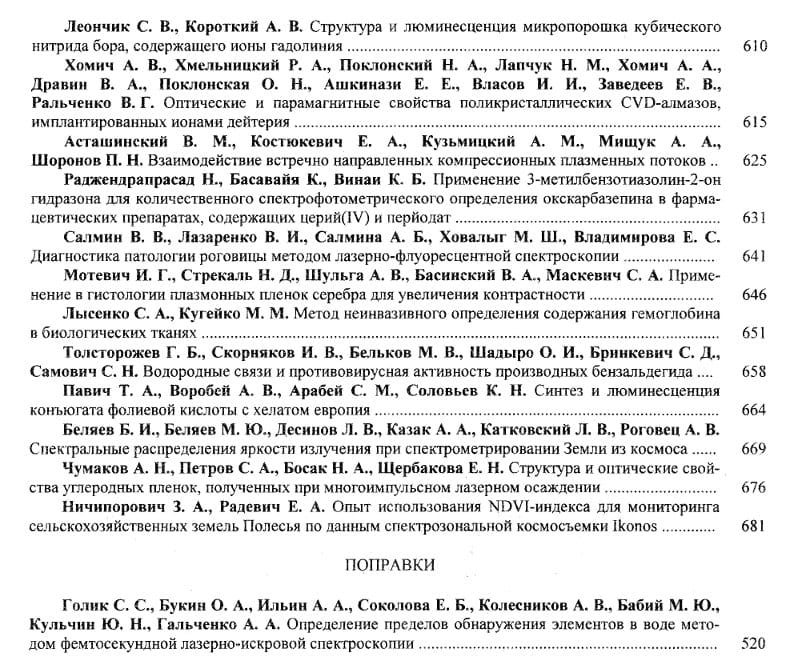 Леончик С. В., Короткий А. В. Структура и люминесценция микропорошка кубического
нитрида бора, содержащего ионы гадолиния ........................................................ 610
Хомич А. В., Хмельницкий Р. А., Поклонский Н. А., Лапчук Н. М., Хомич А. А.,
Дравин В. А., Поклонская О. Н., Ашкинази Е. Е., Власов И. И., Заведеев Е. В.,
Ральченко В. Г. Оптические и парамагнитные свойства поликристаллических CVD-алмазов,
имплантированных ионами дейтерия ........................................................ 615
Асташинский В. М., Костюкевич Е. А., Кузьмицкий А. М., Мищук А. А.,
Шоронов П. Н. Взаимодействие встречно направленных компрессионных плазменных потоков .. 625
Раджендрапрасад Н., Басавайя К., Винаи К. Б. Применение 3-метилбензотиазолин-2-он
гидразона для количественного спектрофотометрического определения окскарбазепина в фарма-
цевтических препаратах, содержащих церий(IV) и перйодат ........................................ 631
Салмин В. В., Лазаренко В. И., Салмина А. Б., Ховалыг М. Ш., Владимирова Е. С.
Диагностика патологии роговицы методом лазерно-флуоресцентной спектроскопии ............... 641
Мотевич И. Г., Стрекаль Н. Д., Шульга А. В., Басинский В. А., Маскевич С. А. Приме-
нение в гистологии плазмонных пленок серебра для увеличения контрастности .................... 646
Лысенко С. А., Кугейко М. М. Метод неинвазивного определения содержания гемоглобина
в биологических тканях ........................................................ 651
Толсторожев Г. Б., Скорняков И. В., Бельков М. В., Шадыро О. И., Бринкевич С. Д.,
Самович С. Н. Водородные связи и противовирусная активность производных бензальдегида .... 658
Павич Т. А., Воробей А. В., Арабей С. М., Соловьев К. Н. Синтез и люминесценция
конъюгата фолиевой кислоты с хелатом европия ........................................................ 664
Беляев Б. И., Беляев М. Ю., Десинов Л. В., Казак А. А., Катковский Л. В., Роговец А. В.
Спектральные распределения яркости излучения при спектрометрировании Земли из космоса ...... 669
Чумаков А. Н., Петров С. А., Босак Н. А., Щербакова Е. Н. Структура и оптические свой-
ства углеродных пленок, полученных при многоимпульсном лазерном осаждении .................. 676
Ничипорович З. А., Радевич Е. А. Опыт использования NDVI-индекса для мониторинга
сельскохозяйственных земель Полесья по данным спектрозональной космосъемки Ikonos ............. 681
ПОПРАВКИ
Голик С. С., Букин О. А., Ильин А. А., Соколова Е. Б., Колесников А. В., Бабий М. Ю.,
Кульчин Ю. Н., Гальченко А. А. Определение пределов обнаружения элементов в воде мето-
дом фемтосекундной лазерно-искровой спектроскопии ............................................. 520